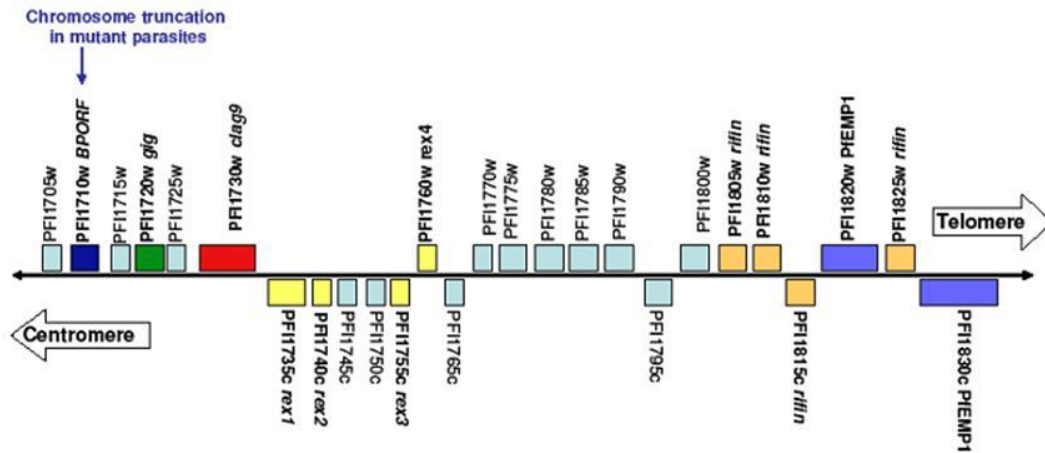 Chromosome truncation
in mutant parasites
PFI1705w
PFI1710w BPORF
PFI1715w
PFI1720w gig
PFI1725w
PFI1730w clag9
PFI1760w rex4
PFI1770w
PFI1775w
PFI1780w
PFI1785w
PFI1790w
PFI1800w
PFI1805w rifin
PFI1810w rifin
PFI1820w PfEMP1
PFI1825w rifin
Telomere
Centromere
PFI1735c rex1
PFI1740c rex2
PFI1745c
PFI1750c
PFI1755c rex3
PFI1765c
PFI1795c
PFI1815c rifin
PFI1830c PfEMP1